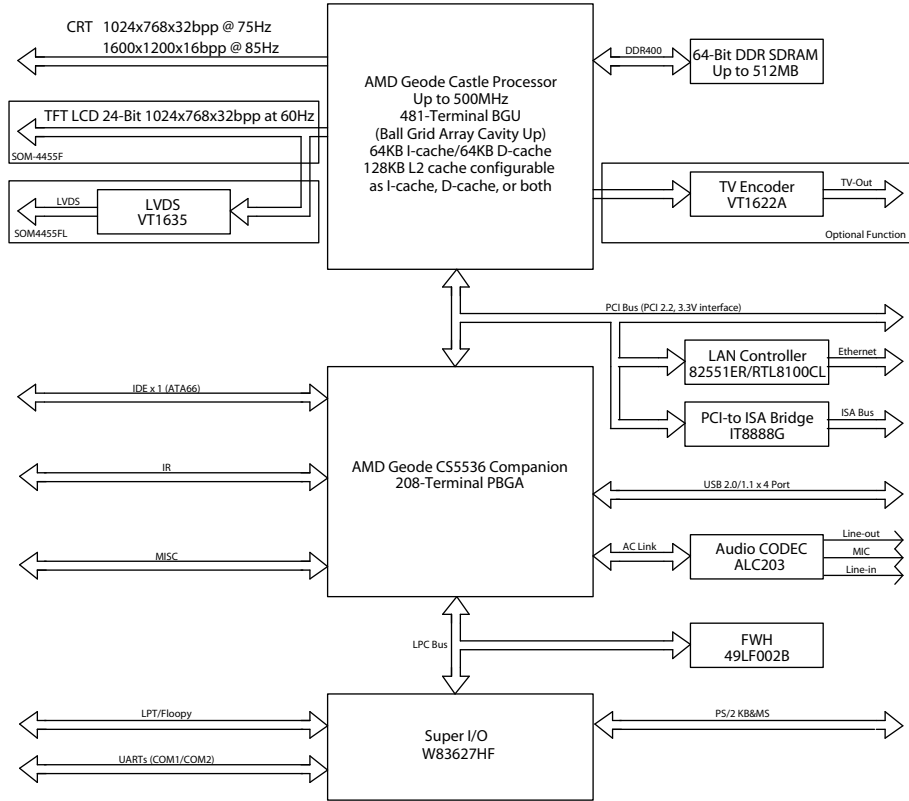 CRT 1024x768x32bpp @ 75Hz
1600x1200x16bpp @ 85Hz
TFT LCD 24-Bit 1024x768x32bpp at 60Hz
SOM-4455F
LVDS
LVDS
VT1635
SOM4455FL
AMD Geode Castle Processor
Up to 500MHz
481-Terminal BGU
(Ball Grid Array Cavity Up)
64KB I-cache/64KB D-cache
128KB L2 cache configurable
as I-cache, D-cache, or both
DDR400
64-Bit DDR SDRAM
Up to 512MB
TV Encoder
VT1622A
TV-Out
Optional Function
PCI Bus (PCI 2.2, 3.3V interface)
LAN Controller
82551ER/RTL8100CL
Ethernet
PCI-to ISA Bridge
IT8888G
ISA Bus
IDE x 1 (ATA66)
IR
MISC
AMD Geode CS5536 Companion
208-Terminal PBGA
USB 2.0/1.1 x 4 Port
AC Link
Audio CODEC
ALC203
Line-out
MIC
Line-in
LPC Bus
FWH
49LF002B
LPT/Floopy
UARTs (COM1/COM2)
Super I/O
W83627HF
PS/2 KB&MS